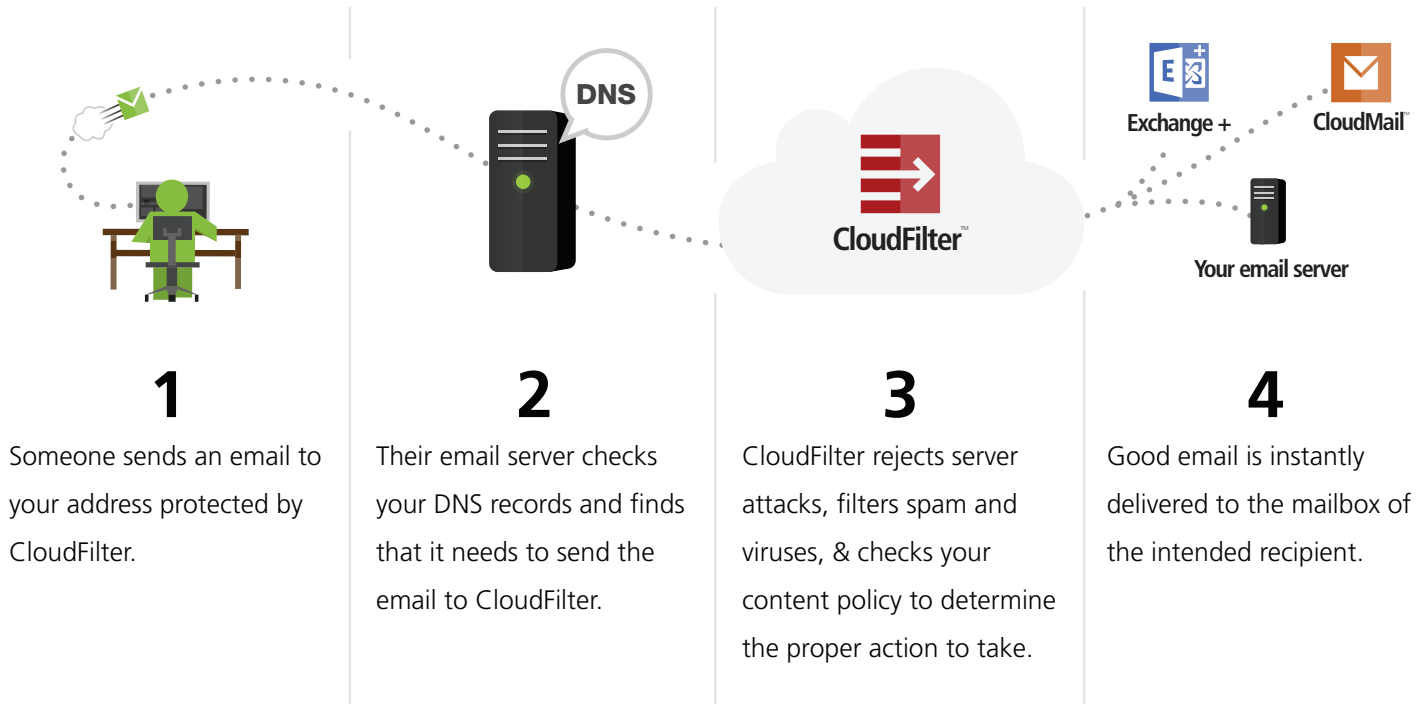 DNS
CloudFilter™
E
Exchange +
CloudMail™
Your email server
1
Someone sends an email to
your address protected by
CloudFilter.
2
Their email server checks
your DNS records and finds
that it needs to send the
email to CloudFilter.
3
CloudFilter rejects server
attacks, filters spam and
viruses, & checks your
content policy to determine
the proper action to take.
4
Good email is instantly
delivered to the mailbox of
the intended recipient.